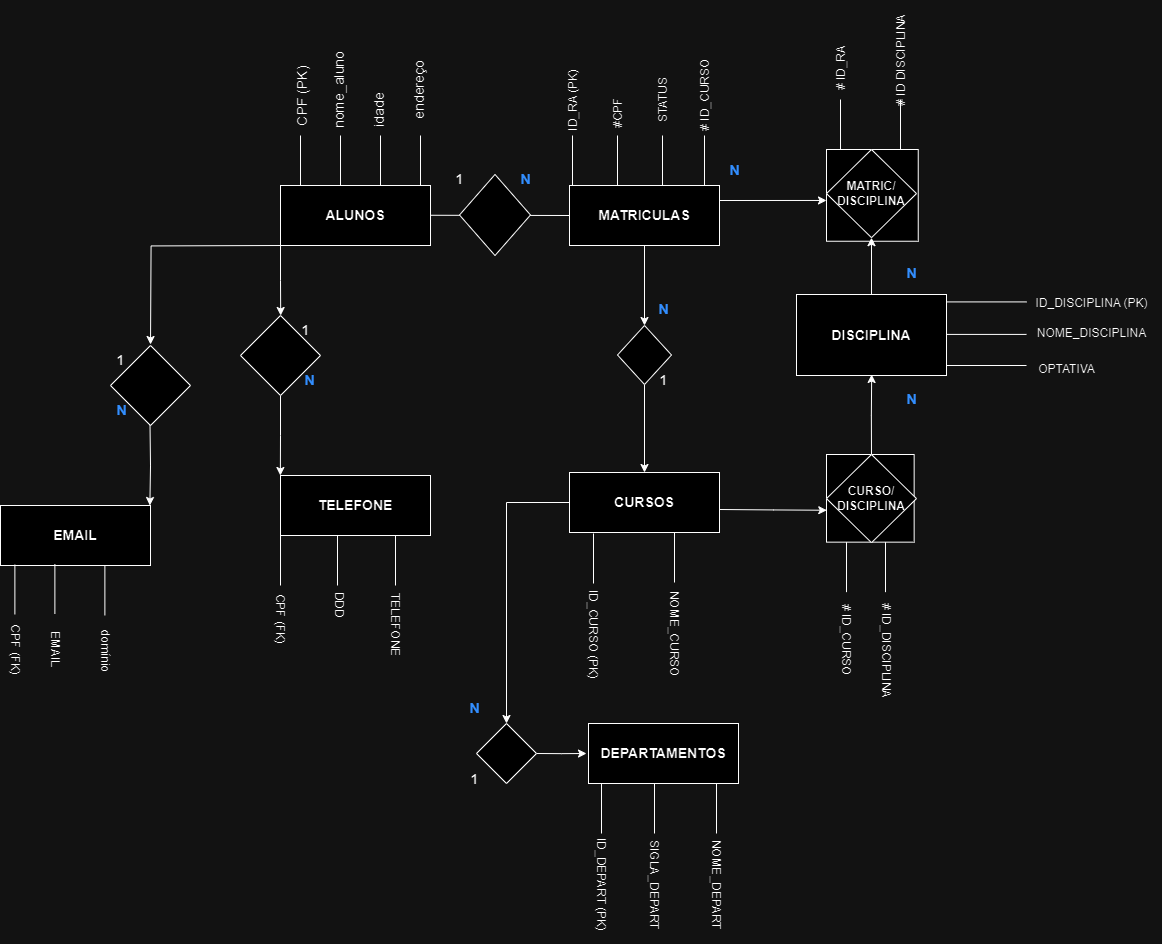 # ID_RA
# ID DISCIPLINA
CPF (PK)
nome_aluno
idade
endereço
ID_RA (PK)
#CPF
STATUS
# ID_CURSO
ALUNOS
1
N
MATRICULAS
N
MATRIC/
DISCIPLINA
N
ID_DISCIPLINA (PK)
NOME_DISCIPLINA
OPTATIVA
DISCIPLINA
N
1
N
1
N
N
1
EMAIL
CPF (FK)
EMAIL
domínio
TELEFONE
CPF (FK)
DDD
TELEFONE
CURSOS
ID_CURSO (PK)
NOME_CURSO
CURSO/
DISCIPLINA
# ID_CURSO
# ID_DISCIPLINA
N
1
DEPARTAMENTOS
ID_DEPART (PK)
SIGLA_DEPART
NOME_DEPART